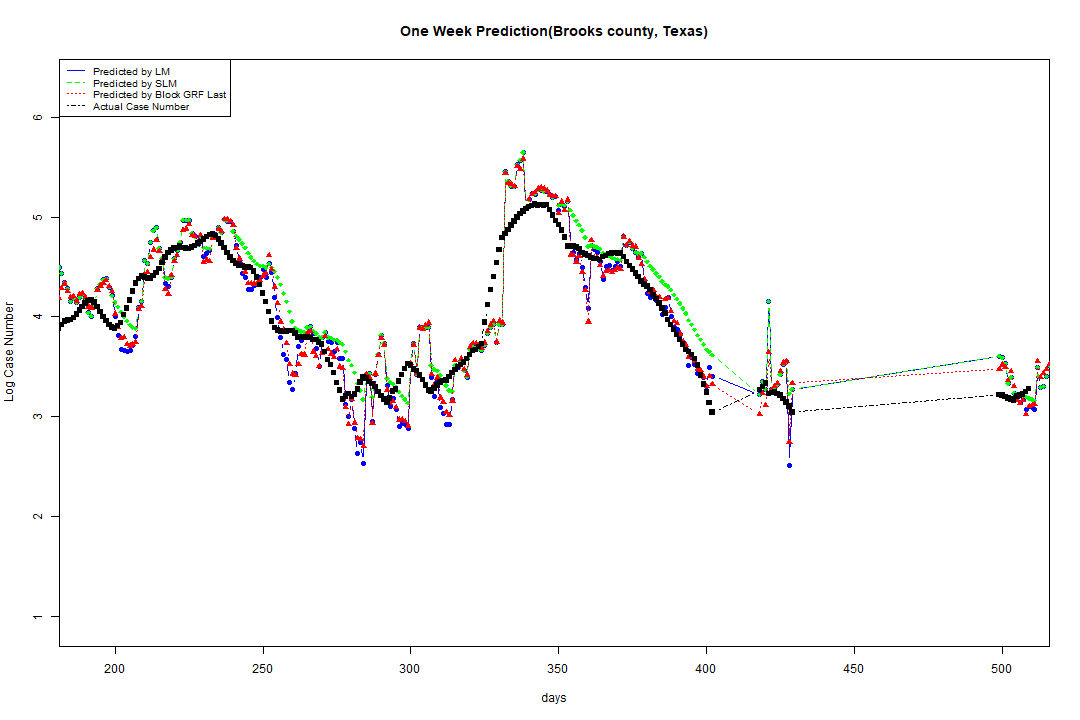 One Week Prediction(Brooks county, Texas)
Predicted by LM
Predicted by SLM
Predicted by Block GRF Last
Actual Case Number
Log Case Number
6
5
4
3
2
1
200 250 300 350 400 450 500
days